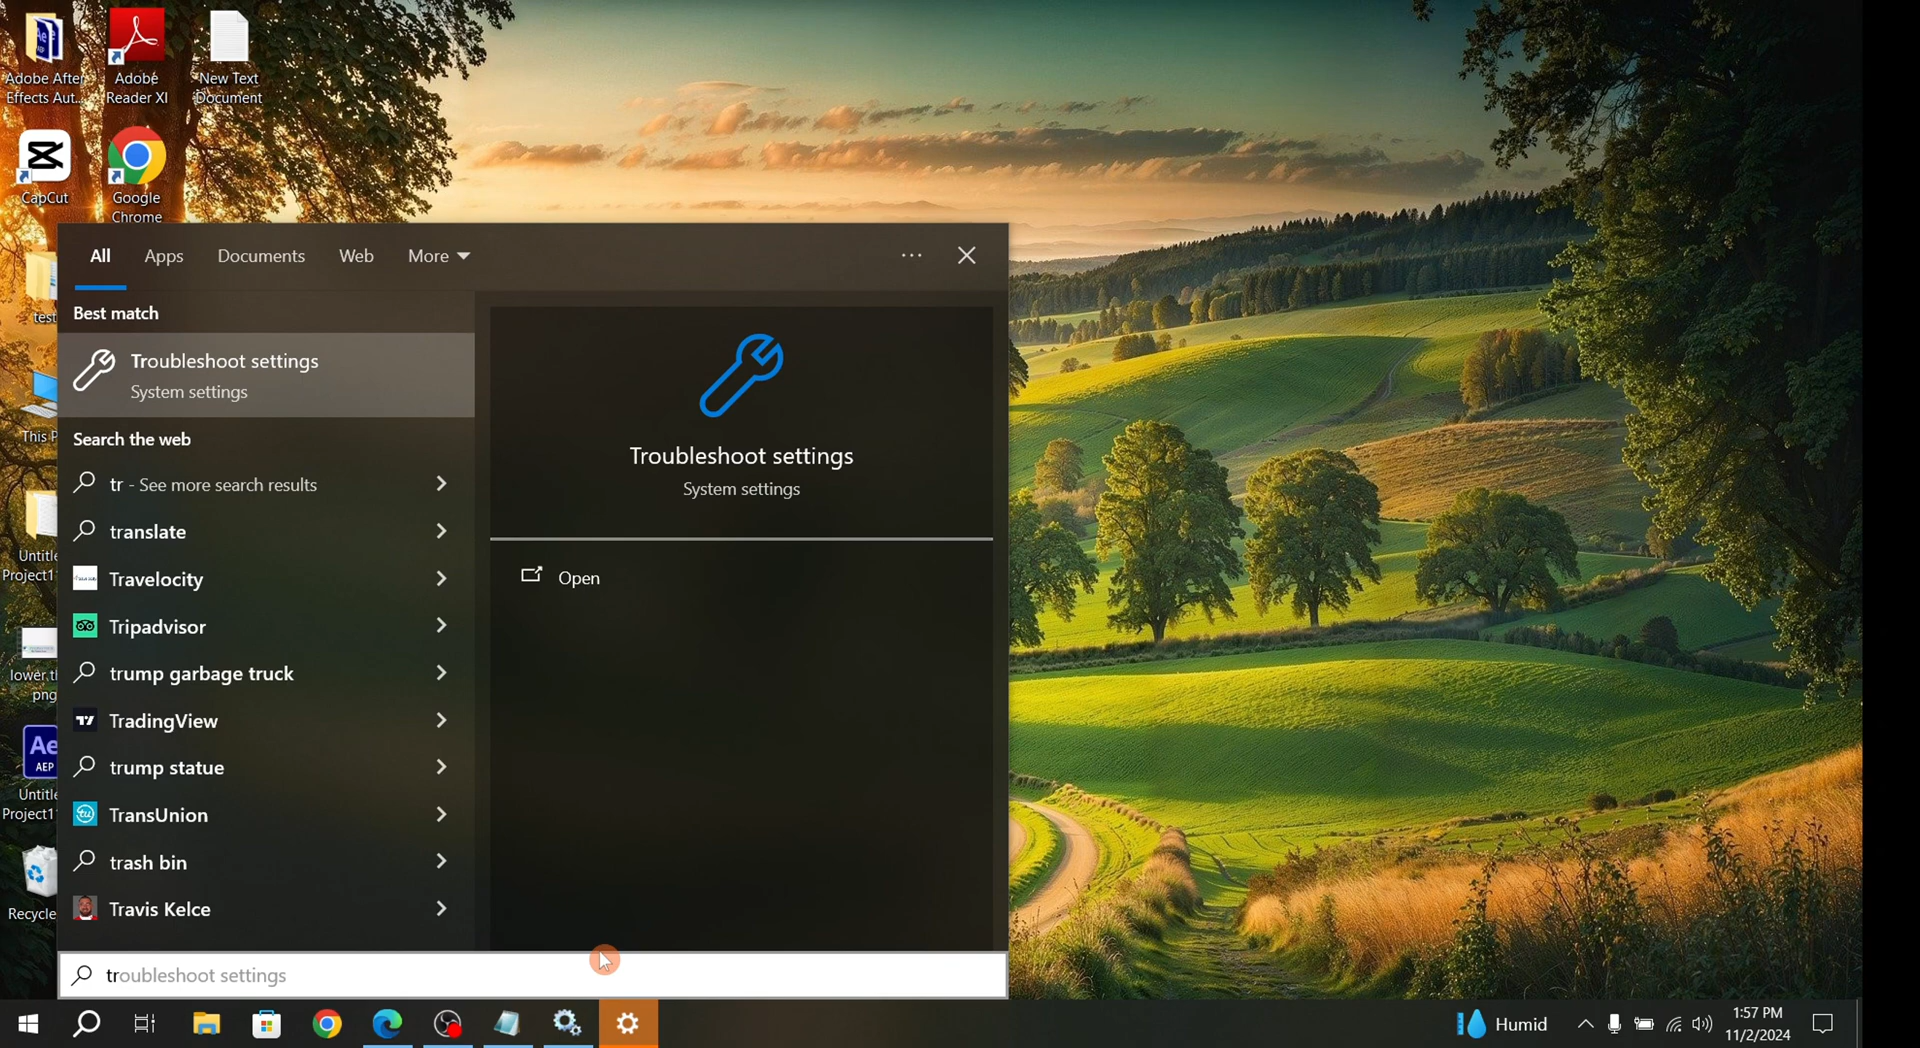 Adobe After
Effects Aut...
Adobe
Reader XI
New Text
Document
CapCut
Google
Chrome
test
This P
Untitle
Project1
lower.t
png
Ae
AEP
Untitle
Project1
Recycle
All
Apps
Documents
Web
More
Best match
Troubleshoot settings
System settings
Search the web
tr - See more search results
translate
Travelocity
Tripadvisor
trump garbage truck
TradingView
trump statue
TransUnion
trash bin
Travis Kelce
Troubleshoot settings
System settings
Open
troubleshoot settings
Humid
1:57 PM
11/2/2024